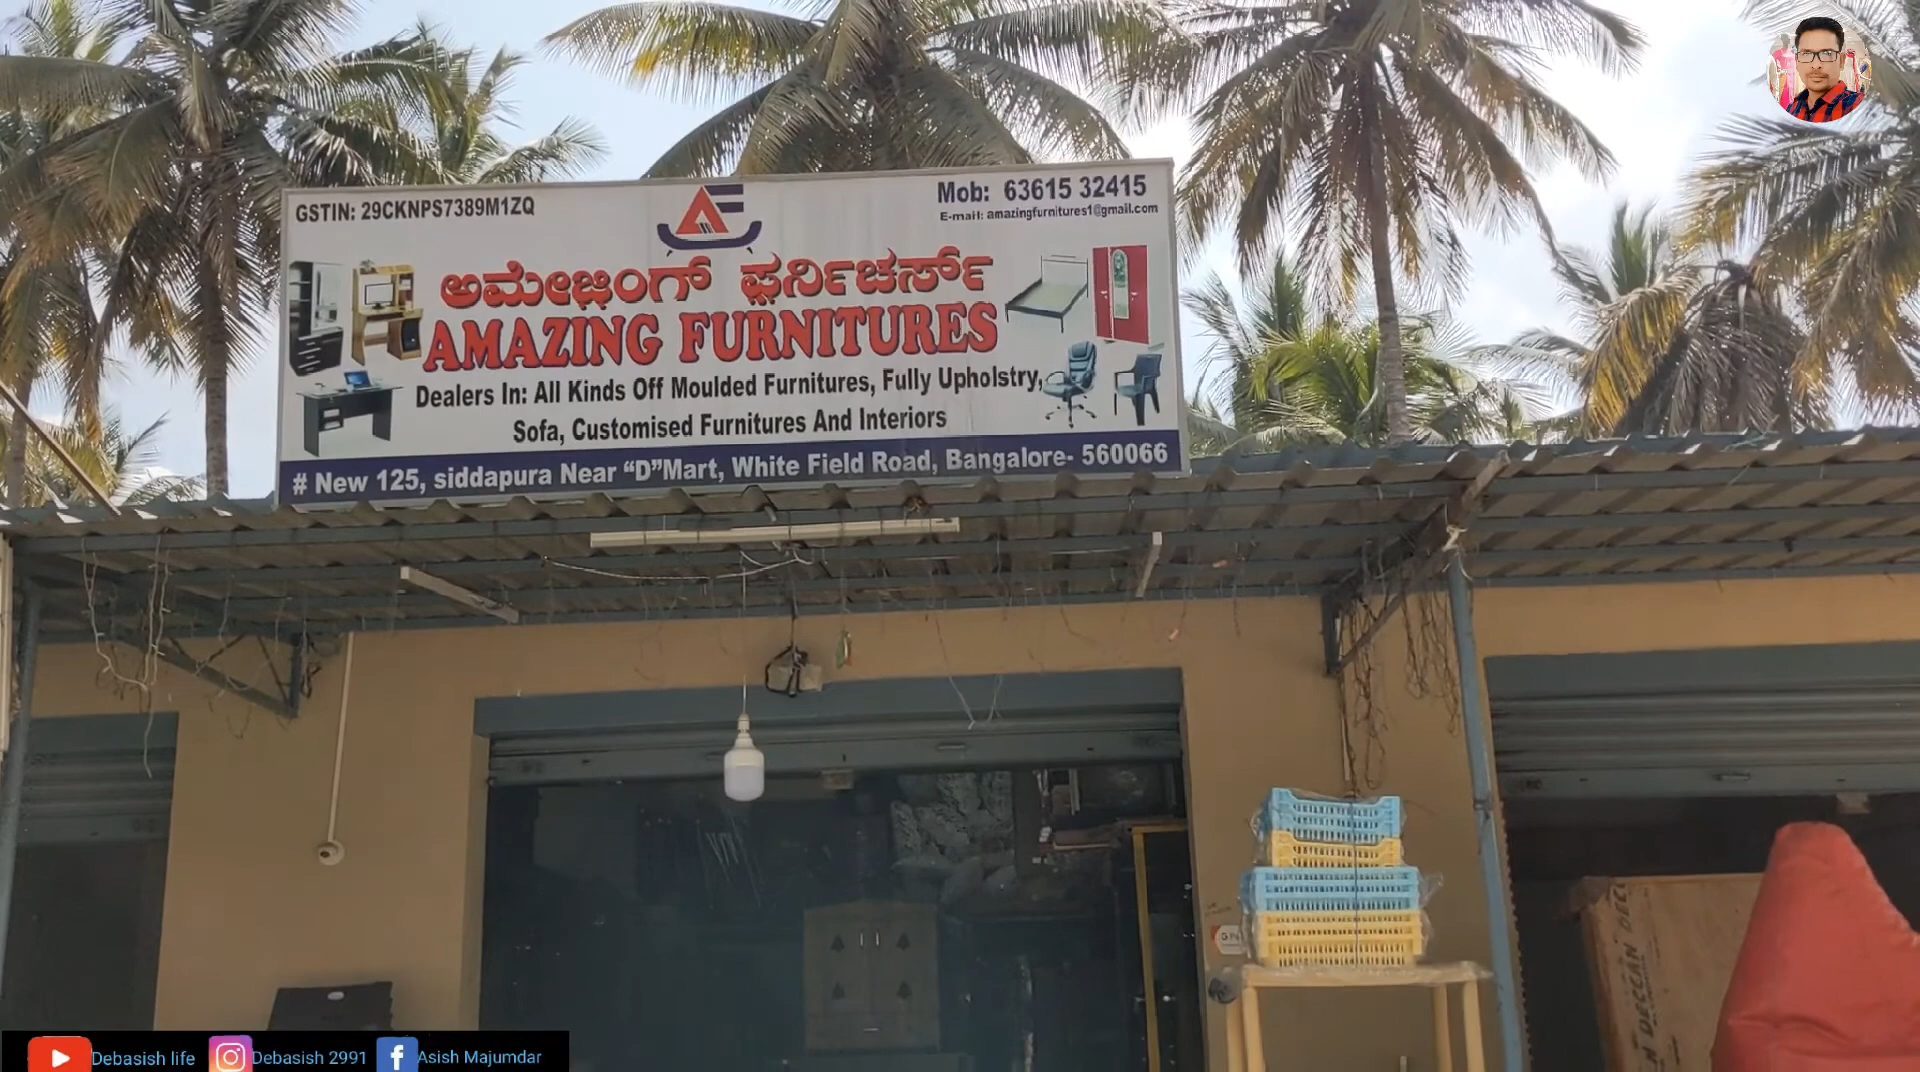 GSTIN: 29CKNPS7389M1ZQ
Mob: 63615 32415
E-mail: amazingfurnitures1@gmail.com
ಅಮೇಜಿಂಗ್ ಫರ್ನಿಚರ್ಸ್
AMAZING FURNITURES
Dealers In: All Kinds Off Moulded Furnitures, Fully Upholstry,
Sofa, Customised Furnitures And Interiors
# New 125, siddapura Near “D”Mart, White Field Road, Bangalore- 560066
DECCAN
Debasish life
Debasish 2991
Asish Majumdar